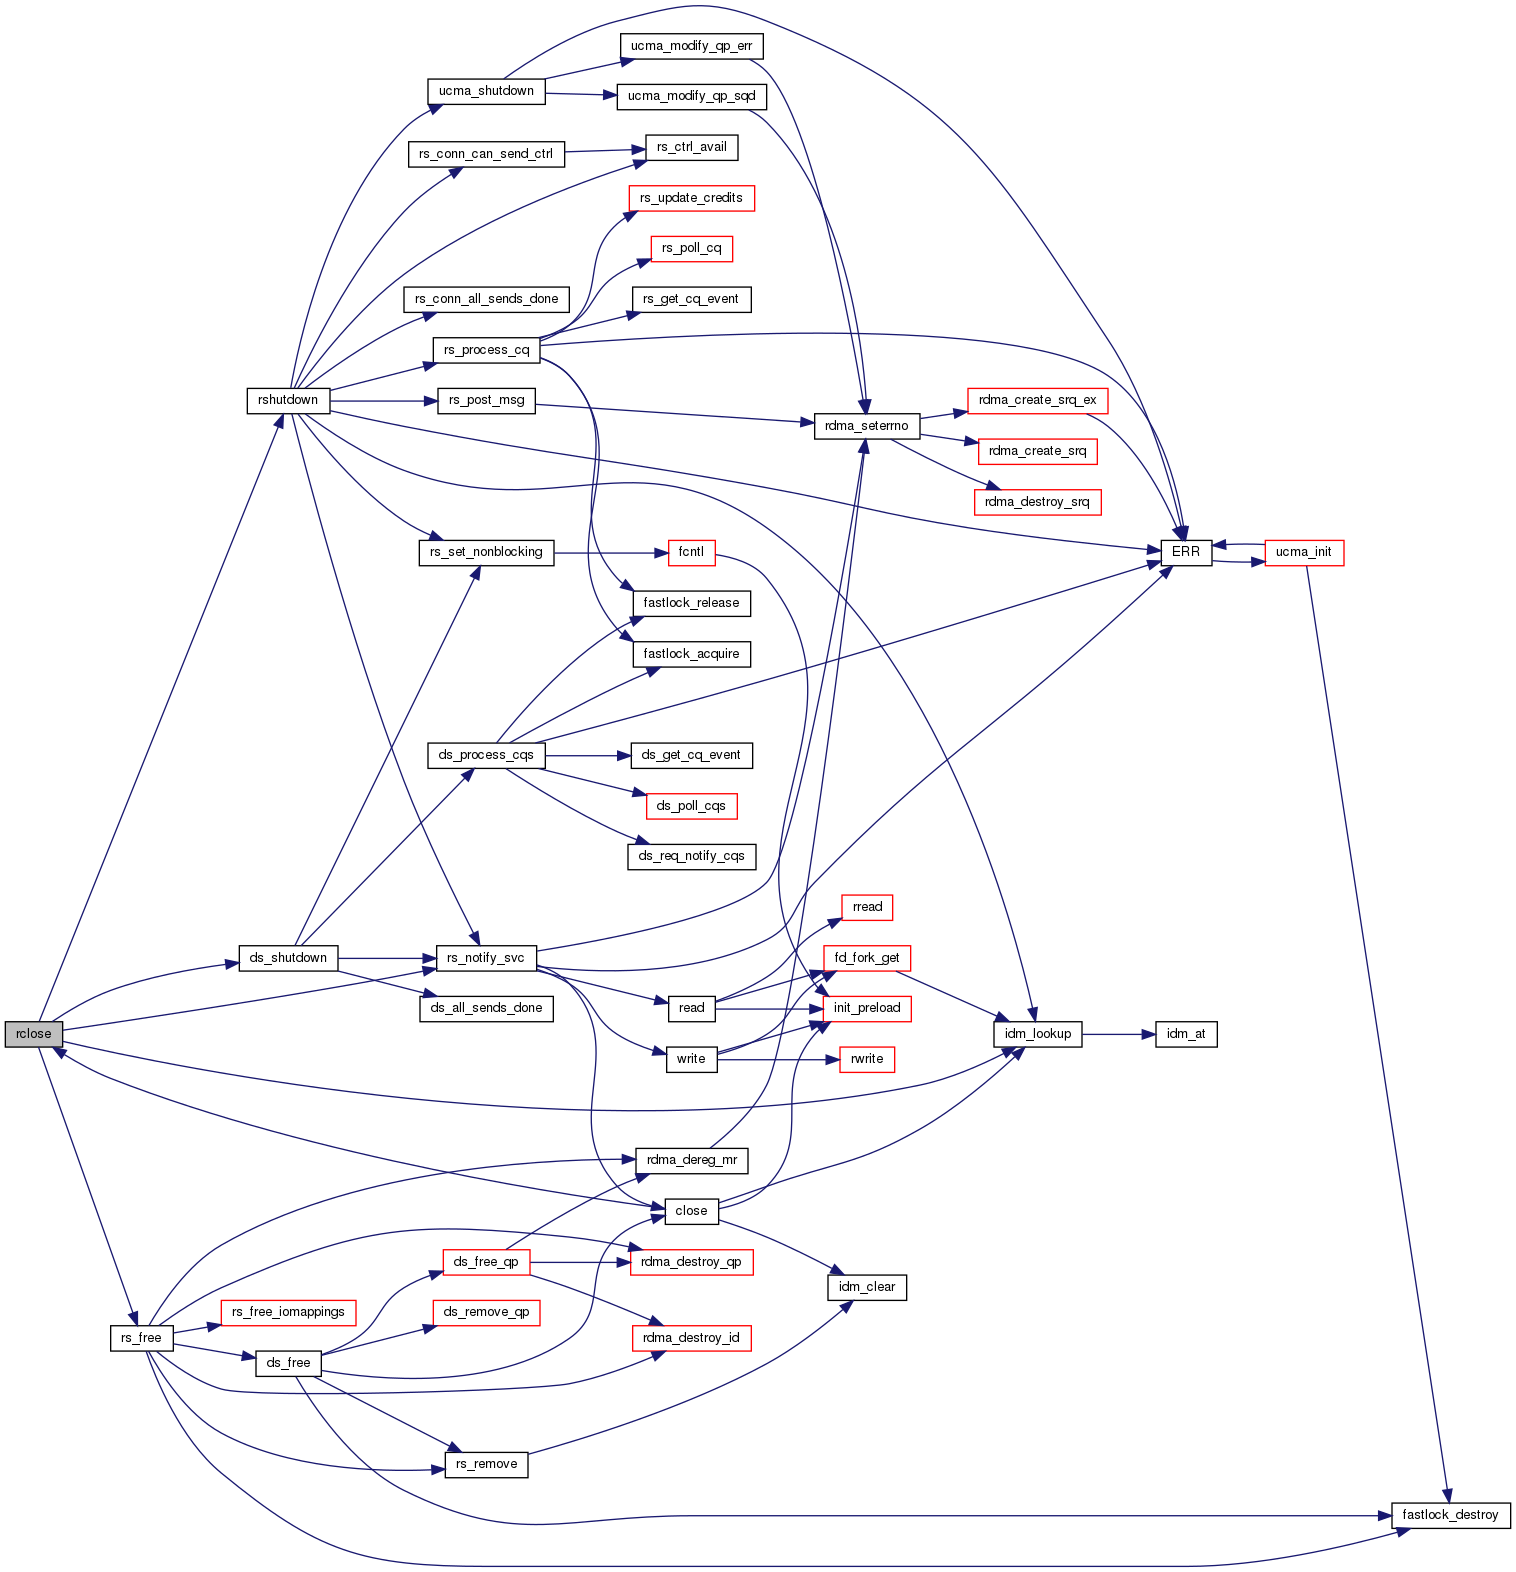 ucma_modify_qp_err
ucma_shutdown
ucma_modify_qp_sqd
rs_conn_can_send_ctrl
rs_ctrl_avail
rs_update_credits
rs_poll_cq
rs_conn_all_sends_done
rs_get_cq_event
rs_process_cq
rshutdown
rs_post_msg
rdma_create_srq_ex
rdma_seterrno
rdma_create_srq
rdma_destroy_srq
rs_set_nonblocking
fcntl
ERR
ucma_init
fastlock_release
fastlock_acquire
ds_process_cqs
ds_get_cq_event
ds_poll_cqs
ds_req_notify_cqs
rread
ds_shutdown
rs_notify_svc
fd_fork_get
ds_all_sends_done
read
init_preload
rclose
idm_lookup
idm_at
write
rwrite
rdma_dereg_mr
close
ds_free_qp
rdma_destroy_qp
idm_clear
rs_free_iomappings
ds_remove_qp
rs_free
rdma_destroy_id
ds_free
rs_remove
fastlock_destroy